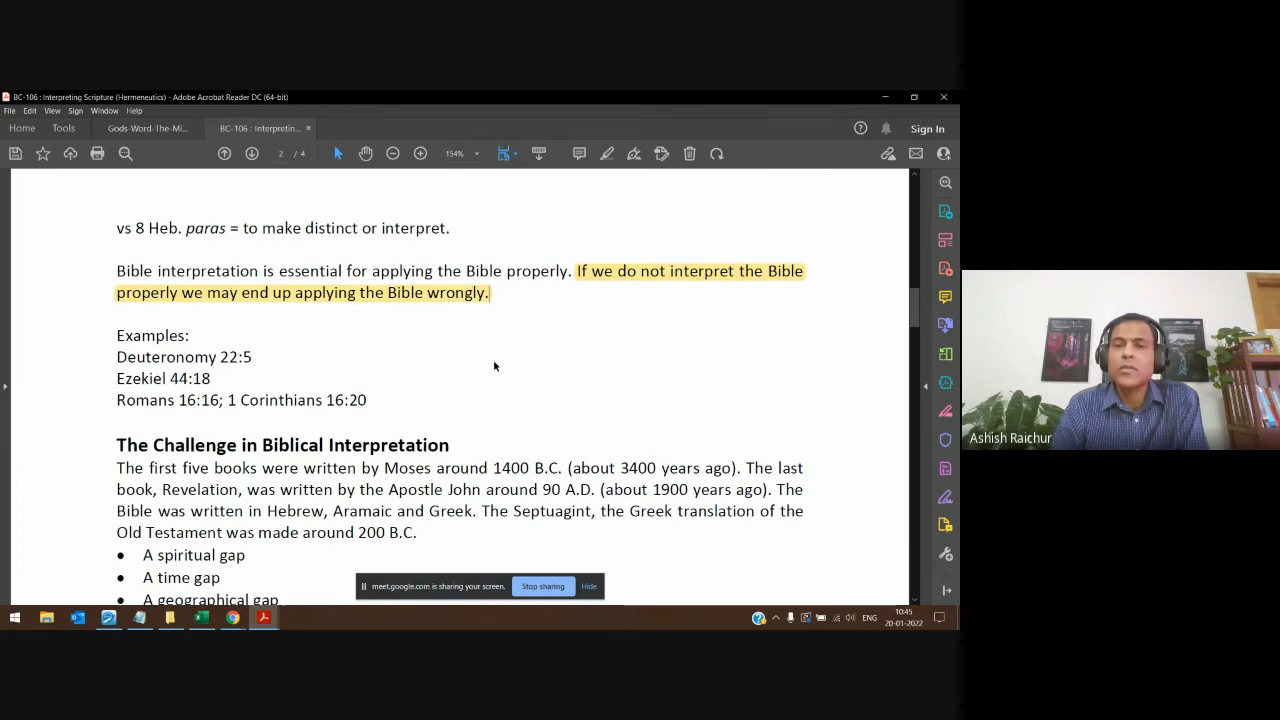 BC-106 : Interpreting Scripture (Hermeneutics) - Adobe Acrobat Reader DC (64-bit)
File Edit View Sign Window Help
Home Tools Gods-Word-The-Mi... BC-106 : Interpretin... × Sign In
2 / 4 154%
vs 8 Heb. paras = to make distinct or interpret.
Bible interpretation is essential for applying the Bible properly. If we do not interpret the Bible
properly we may end up applying the Bible wrongly.
Examples:
Deuteronomy 22:5
Ezekiel 44:18
Romans 16:16; 1 Corinthians 16:20
Ashish Raichur
The Challenge in Biblical Interpretation
The first five books were written by Moses around 1400 B.C. (about 3400 years ago). The last
book, Revelation, was written by the Apostle John around 90 A.D. (about 1900 years ago). The
Bible was written in Hebrew, Aramaic and Greek. The Septuagint, the Greek translation of the
Old Testament was made around 200 B.C.
• A spiritual gap
• A time gap
• A geographical gap
meet.google.com is sharing your screen. Stop sharing Hide
ENG 10:45
20-01-2022